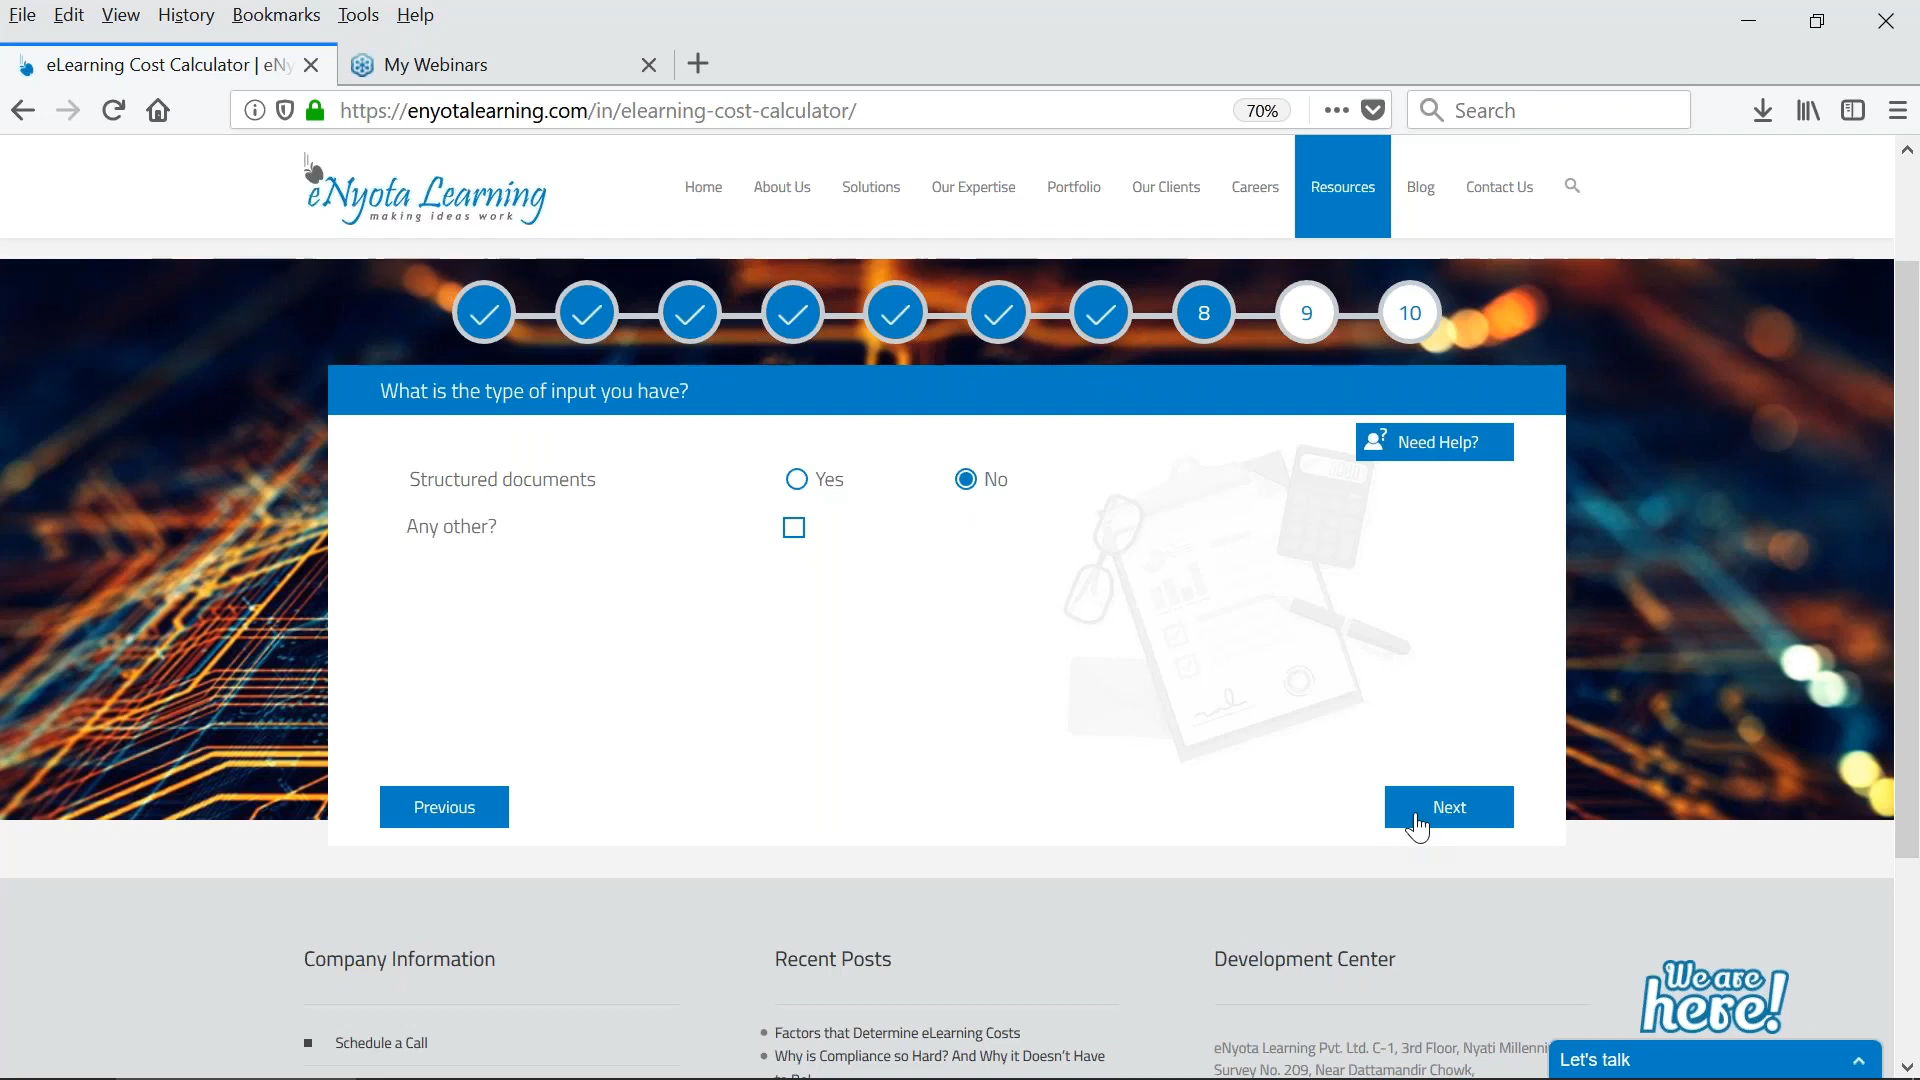 File Edit View History Bookmarks Tools Help
eLearning Cost Calculator | eNy
My Webinars
https://enyotalearning.com/in/elearning-cost-calculator/
70%
Search
eNyota Learning
making ideas work
Home About Us Solutions Our Expertise Portfolio Our Clients Careers Resources Blog Contact Us
8 9 10
What is the type of input you have?
Need Help?
Structured documents Yes No
Any other?
Previous Next
Company Information Recent Posts Development Center
We are
here!
Schedule a Call
Factors that Determine eLearning Costs
Why is Compliance so Hard? And Why it Doesn't Have
eNyota Learning Pvt. Ltd. C-1, 3rd Floor, Nyati Millenni
Survey No. 209, Near Dattamandir Chowk,
Let's talk